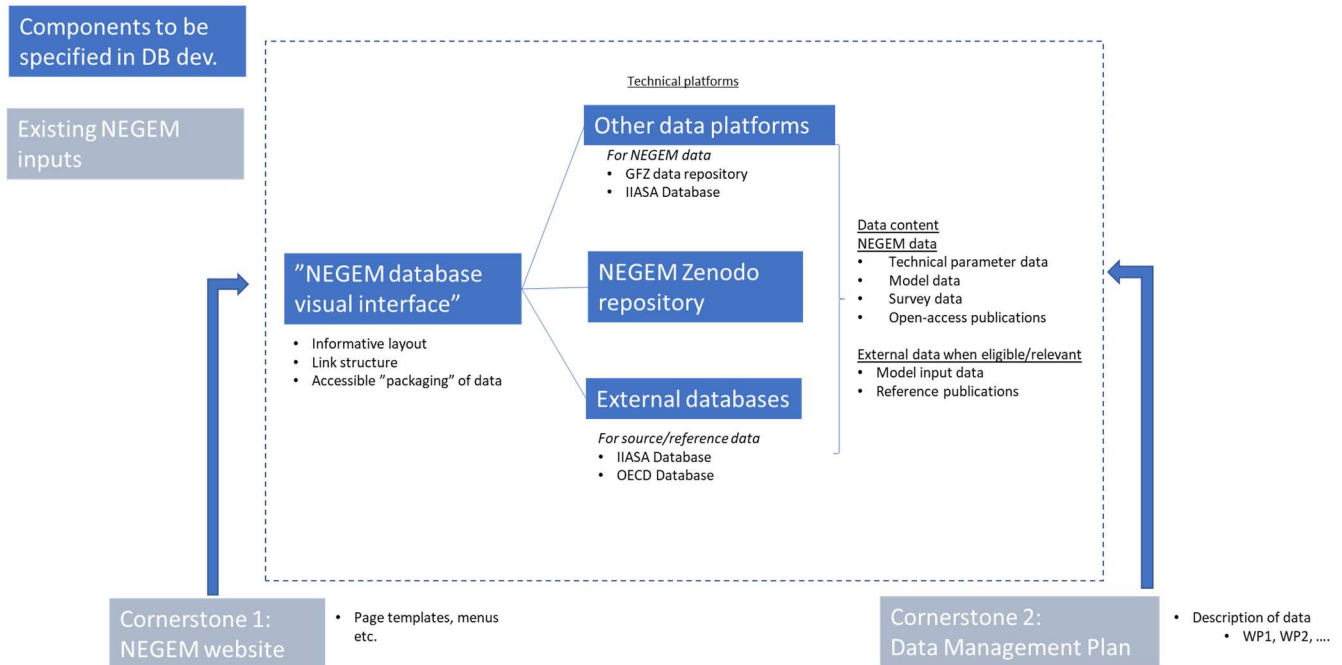 Components to be
specified in DB dev.
Existing NEGEM
inputs
Technical platforms
Other data platforms
For NEGEM data
• GFZ data repository
• IIASA Database
”NEGEM database
visual interface”
• Informative layout
• Link structure
• Accessible ”packaging” of data
NEGEM Zenodo
repository
External databases
For source/reference data
• IIASA Database
• OECD Database
Data content
NEGEM data
• Technical parameter data
• Model data
• Survey data
• Open-access publications
External data when eligible/relevant
• Model input data
• Reference publications
Cornerstone 1:
NEGEM website
• Page templates, menus
etc.
Cornerstone 2:
Data Management Plan
• Description of data
• WP1, WP2, ....